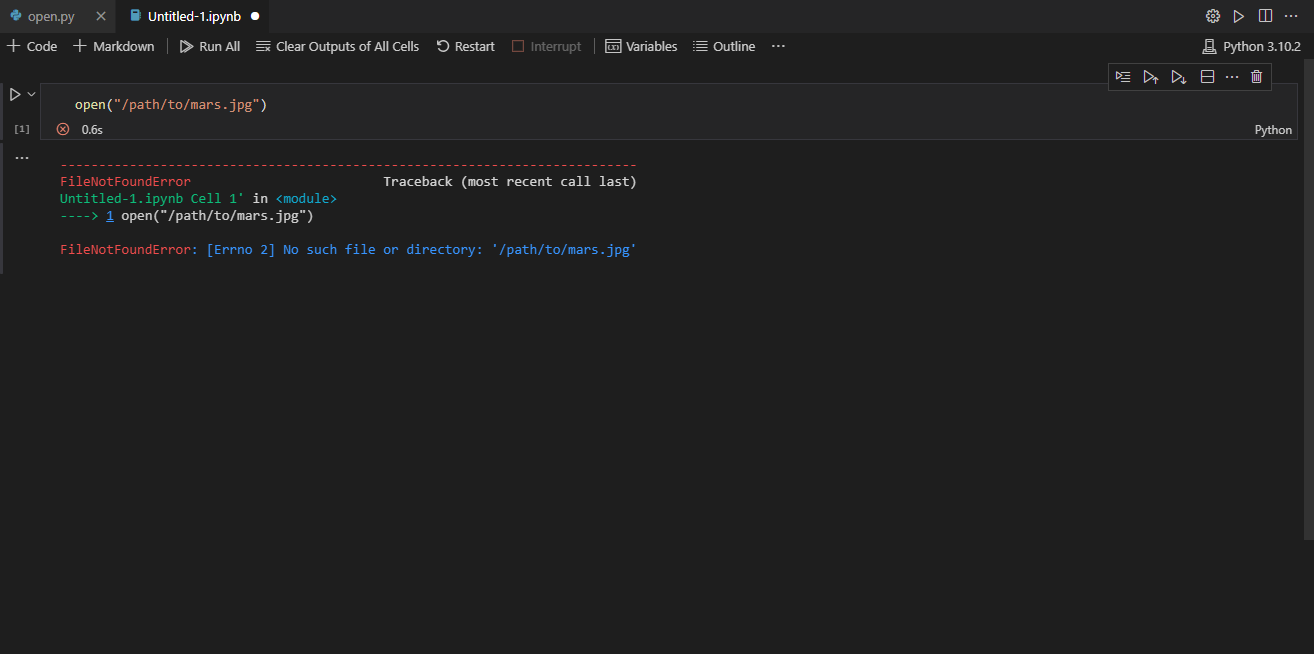 open.py Untitled-1.ipynb
Code Markdown Run All Clear Outputs of All Cells Restart Interrupt Variables Outline ... Python 3.10.2
open("/path/to/mars.jpg")
[1] 0.6s Python
---------------------------------------------------------------------------
FileNotFoundError Traceback (most recent call last)
Untitled-1.ipynb Cell 1' in <module>
----> 1 open("/path/to/mars.jpg")
FileNotFoundError: [Errno 2] No such file or directory: '/path/to/mars.jpg'